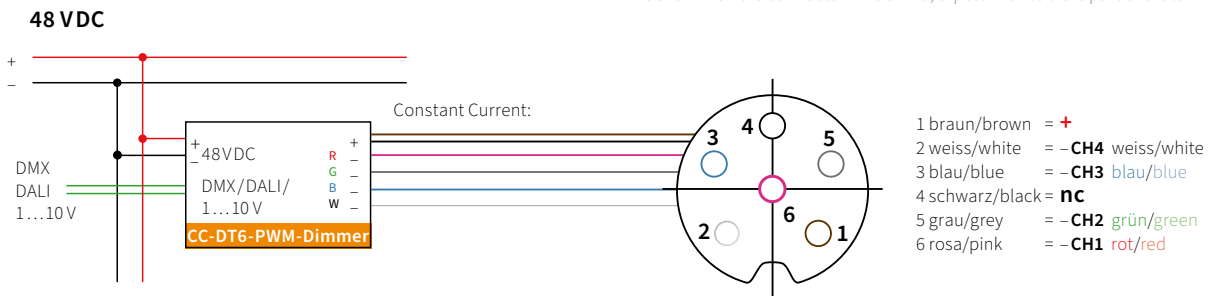 48 VDC
+
–
Constant Current:
DMX
DALI
1…10 V
+
– 48VDC
DMX/DALI/
1…10 V
+
R –
G –
B –
W –
CC-DT6-PWM-Dimmer
4
3
5
6
2
1
1 braun/brown = +
2 weiss/white = –CH4 weiss/white
3 blau/blue = –CH3 blau/blue
4 schwarz/black = nc
5 grau/grey = –CH2 grün/green
6 rosa/pink = –CH1 rot/red